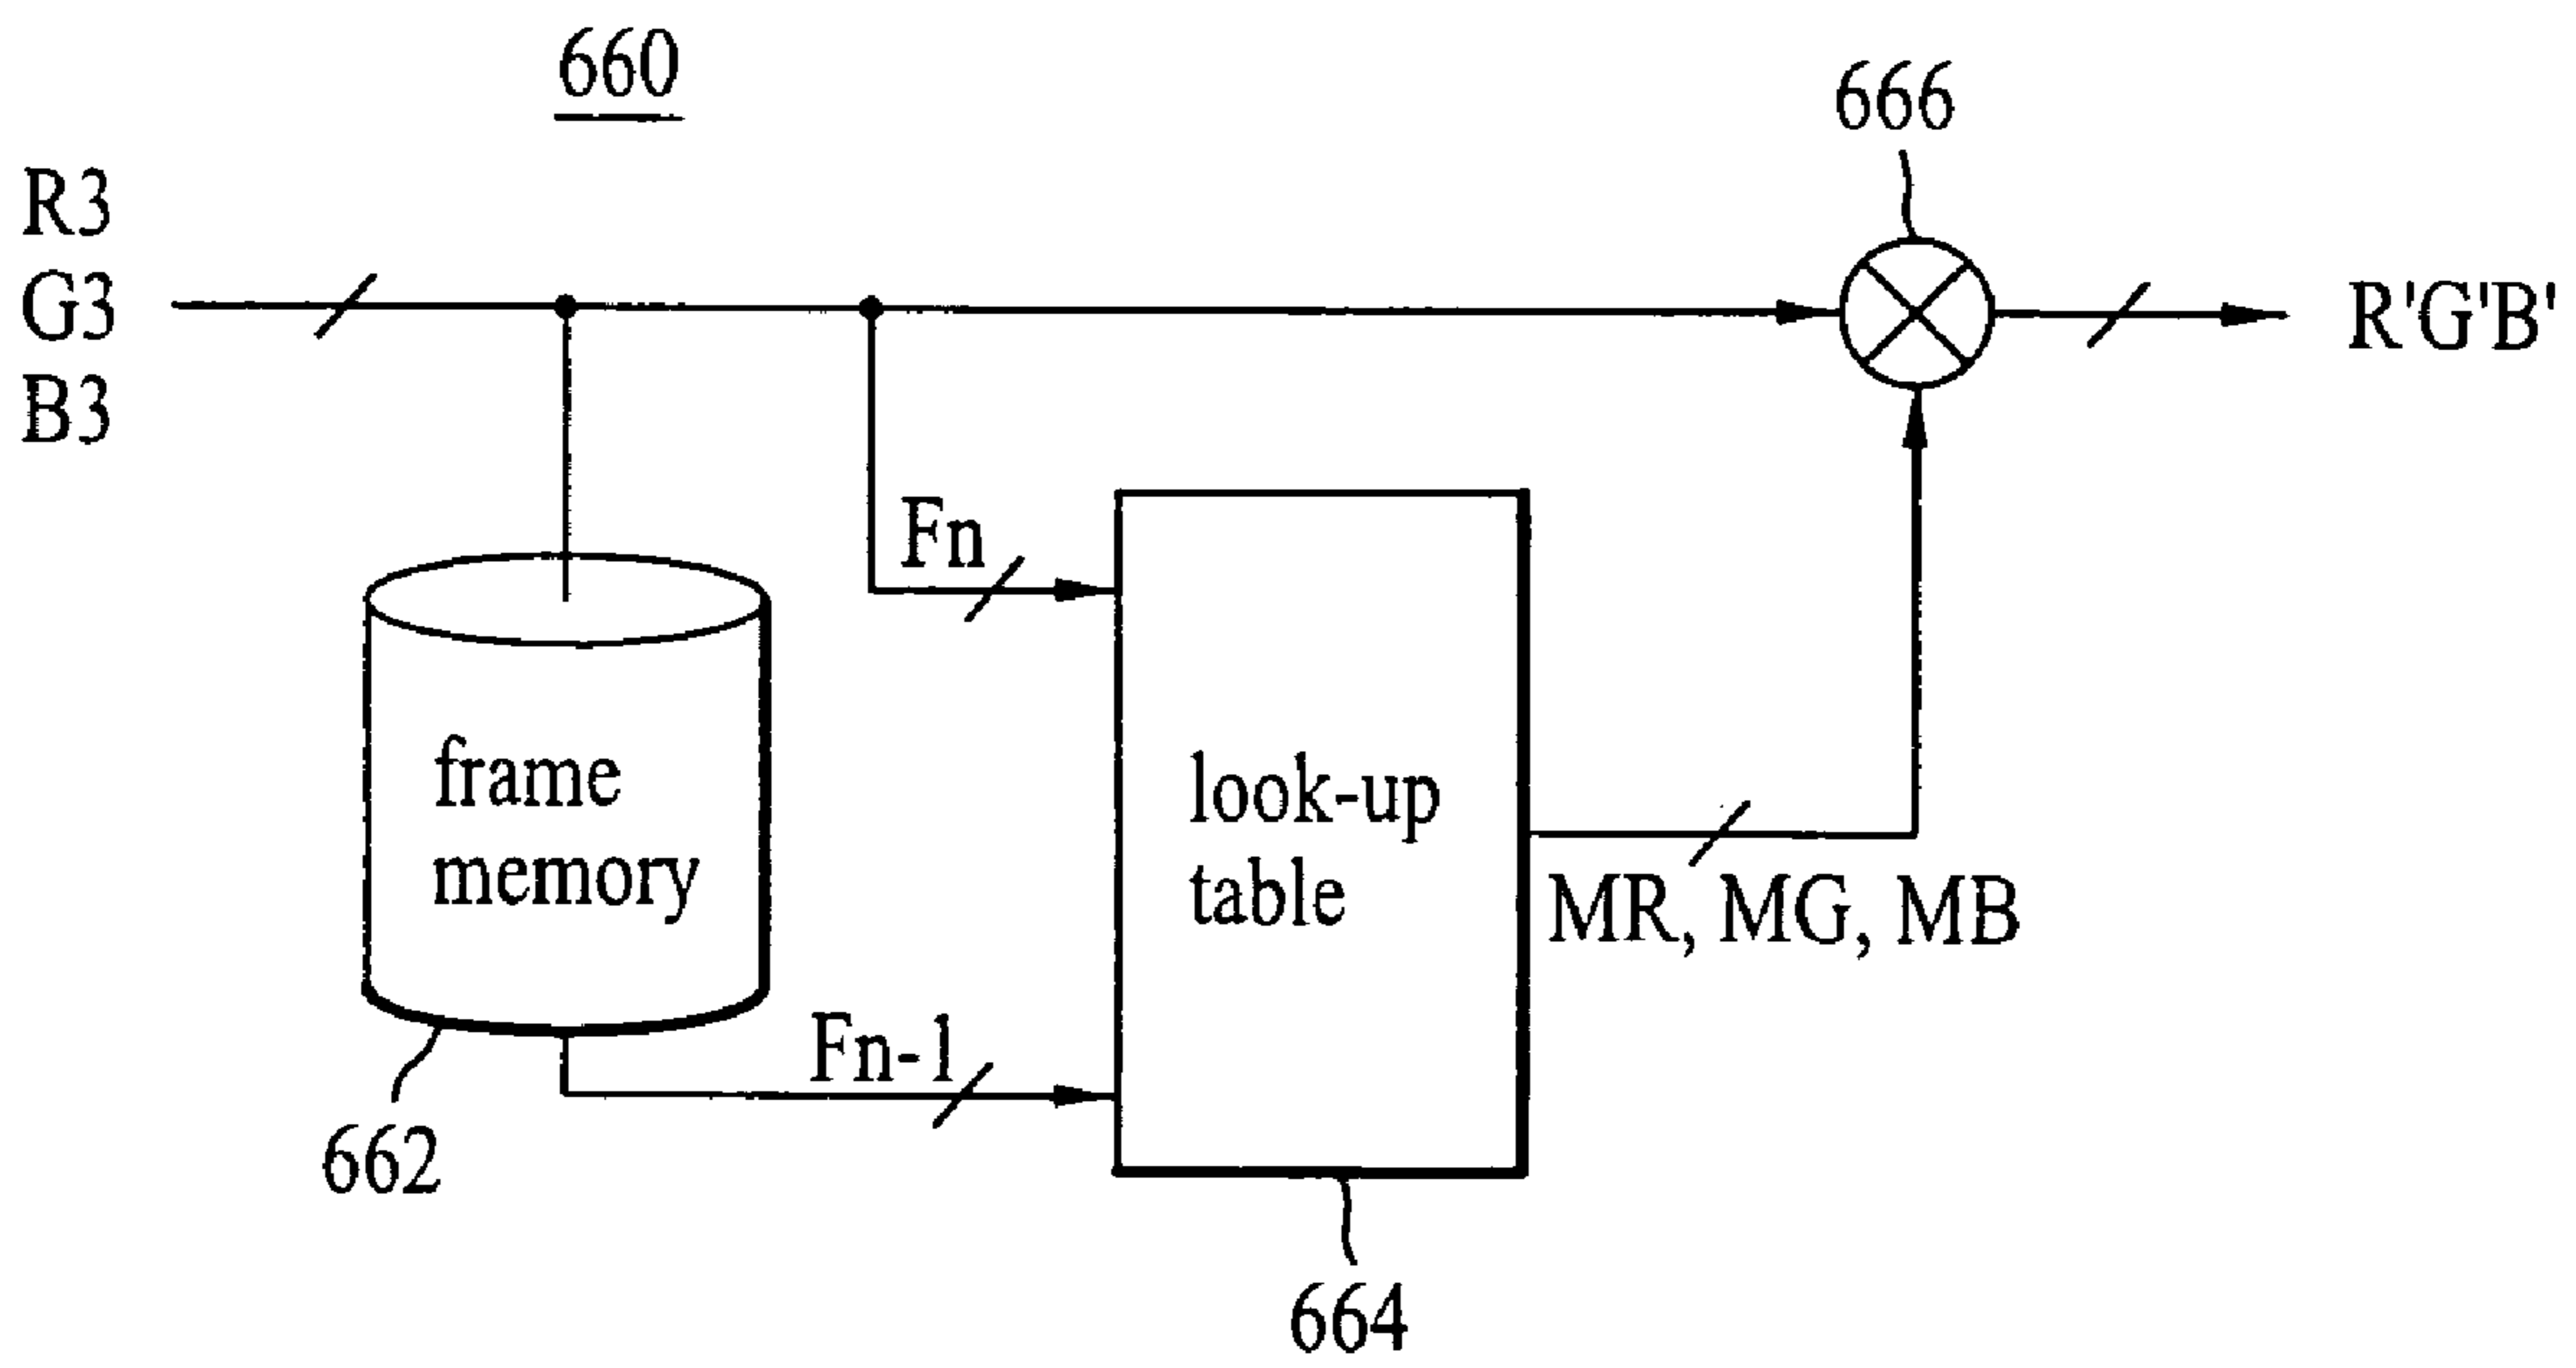 660
666
R3
G3
B3
R'G'B'
Fn
frame
memory
look-up
table
MR, MG, MB
Fn-1
662
664